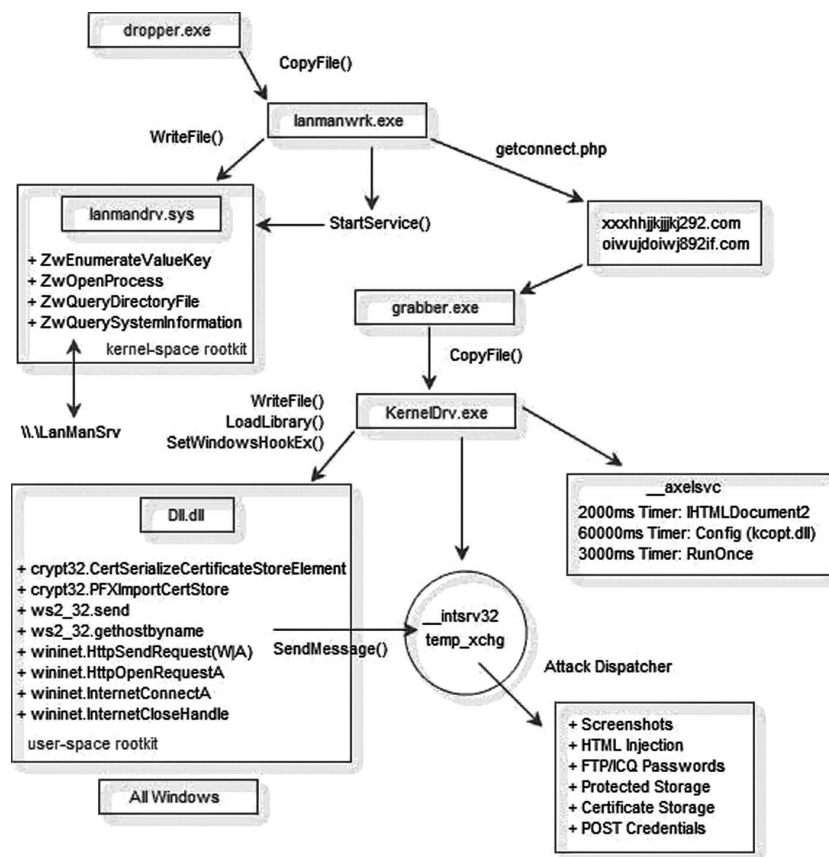 dropper.exe
CopyFile()
lanmanwrk.exe
WriteFile()
getconnect.php
lanmandrv.sys
StartService()
xxxhhjjkjjjkj292.com
oiwujdoiwj892if.com
+ ZwEnumerateValueKey
+ ZwOpenProcess
+ ZwQueryDirectoryFile
+ ZwQuerySystemInformation
kernel-space rootkit
grabber.exe
CopyFile()
\\.\LanManSrv
WriteFile()
LoadLibrary()
SetWindowsHookEx()
KernelDrv.exe
__axelsvc
2000ms Timer: IHTMLDocument2
60000ms Timer: Config (kcopt.dll)
3000ms Timer: RunOnce
Dll.dll
+ crypt32.CertSerializeCertificateStoreElement
+ crypt32.PFXImportCertStore
+ ws2_32.send
+ ws2_32.gethostbyname
+ wininet.HttpSendRequest(W|A)
+ wininet.HttpOpenRequestA
+ wininet.InternetConnectA
+ wininet.InternetCloseHandle
user-space rootkit
SendMessage()
__intsrv32
temp_xchg
Attack Dispatcher
+ Screenshots
+ HTML Injection
+ FTP/ICQ Passwords
+ Protected Storage
+ Certificate Storage
+ POST Credentials
All Windows